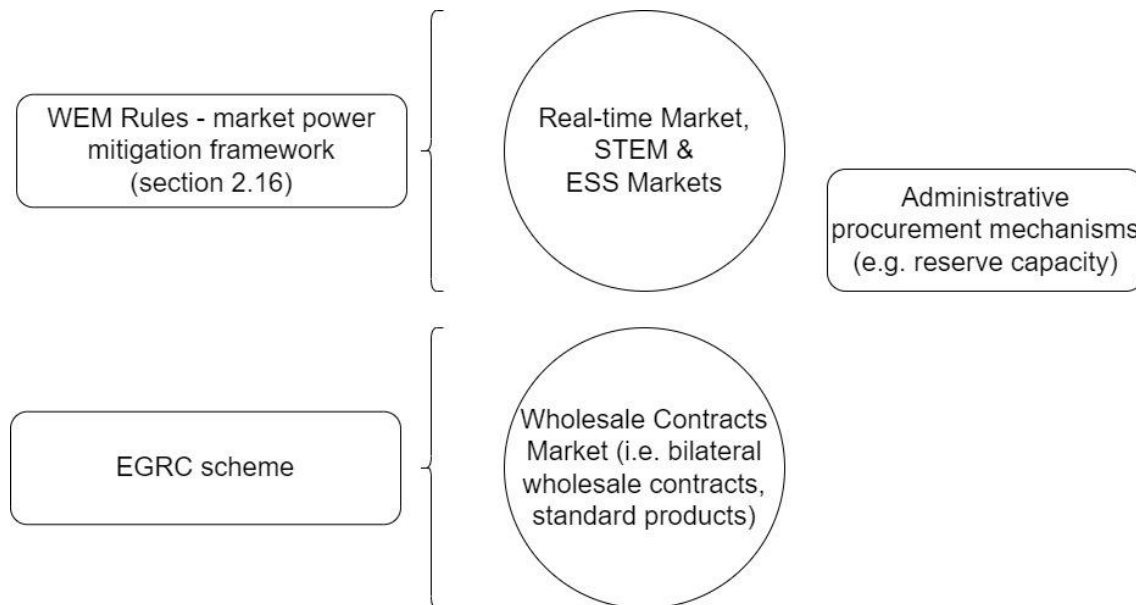 WEM Rules - market power
mitigation framework
(section 2.16)
Real-time Market,
STEM &
ESS Markets
Administrative
procurement mechanisms
(e.g. reserve capacity)
EGRC scheme
Wholesale Contracts
Market (i.e. bilateral
wholesale contracts,
standard products)